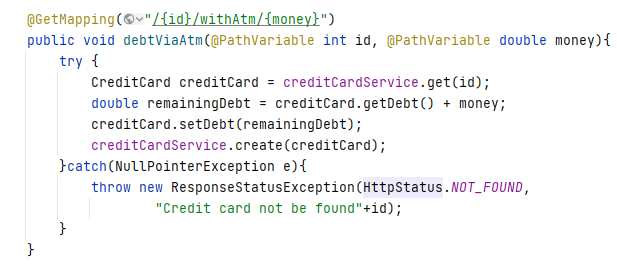 @GetMapping("/{id}/withAtm/{money}")
public void debtViaAtm(@PathVariable int id, @PathVariable double money){
    try {
        CreditCard creditCard = creditCardService.get(id);
        double remainingDebt = creditCard.getDebt() + money;
        creditCard.setDebt(remainingDebt);
        creditCardService.create(creditCard);
    }catch(NullPointerException e){
        throw new ResponseStatusException(HttpStatus.NOT_FOUND,
                "Credit card not be found"+id);
    }
}